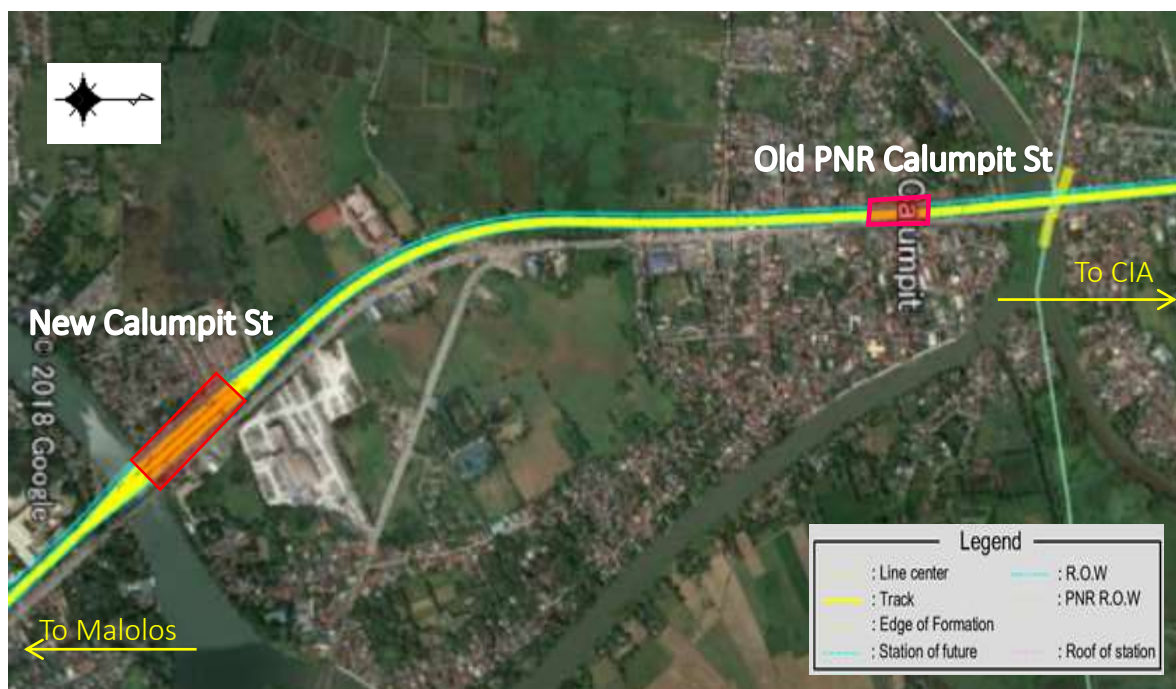 Old PNR Calumpit St
Calumpit
To CIA
New Calumpit St
c 2018 Google
To Malolos
Legend
: Line center
: Track
: Edge of Formation
: Station of future
: R.O.W
: PNR R.O.W
: Roof of station